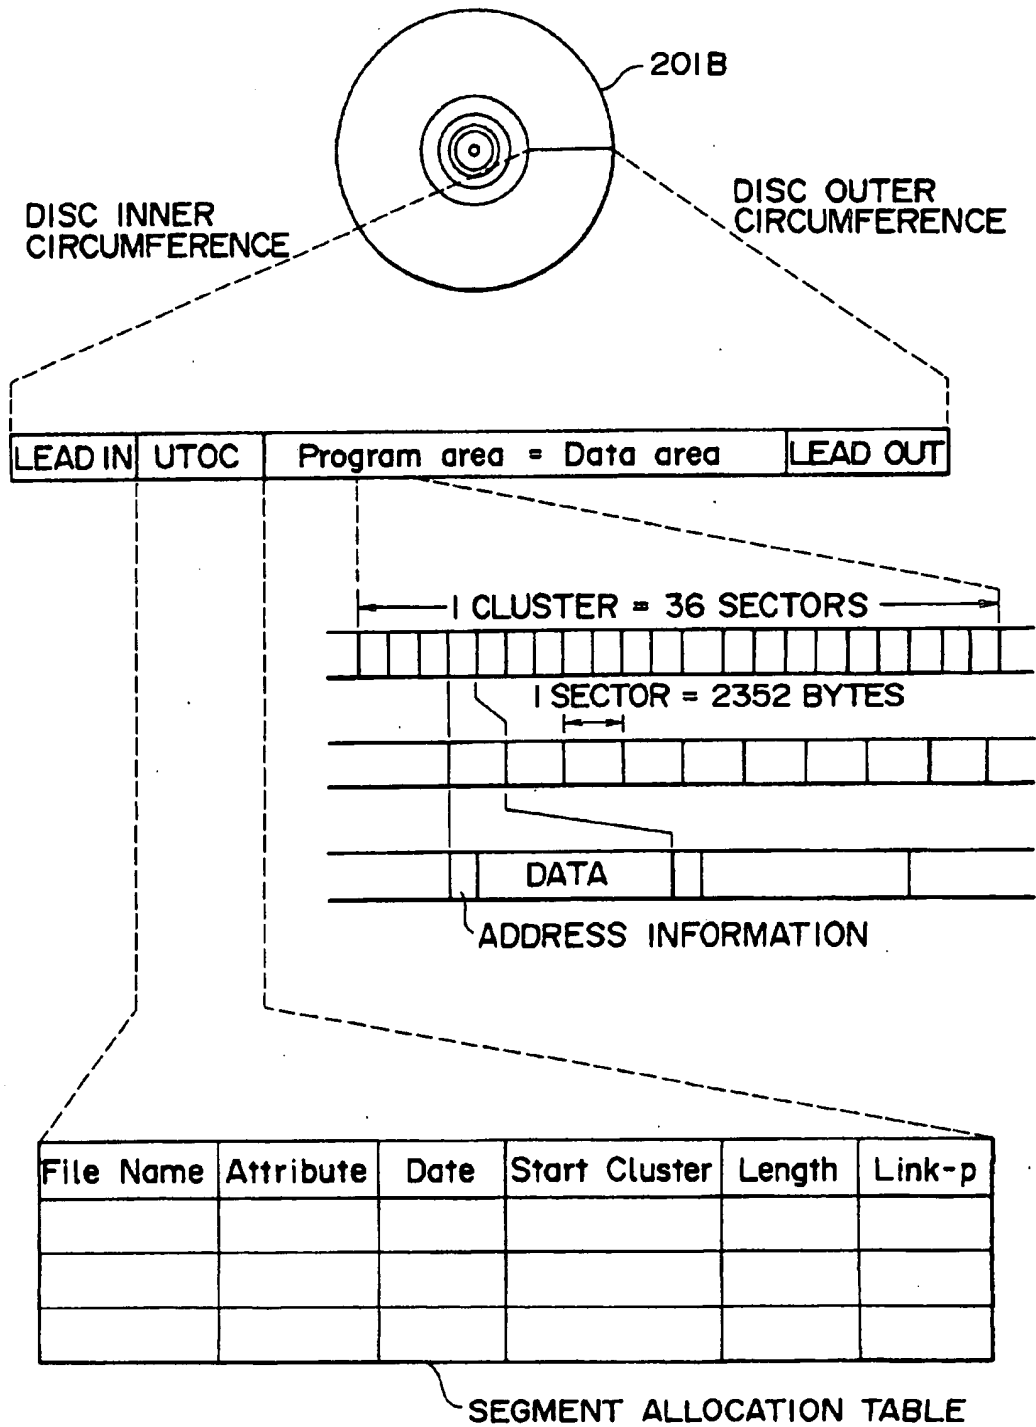 201B
DISC INNER
CIRCUMFERENCE
DISC OUTER
CIRCUMFERENCE
LEAD IN UTOC Program area = Data area LEAD OUT
1 CLUSTER = 36 SECTORS
1 SECTOR = 2352 BYTES
DATA
ADDRESS INFORMATION
File Name Attribute Date Start Cluster Length Link-p
SEGMENT ALLOCATION TABLE